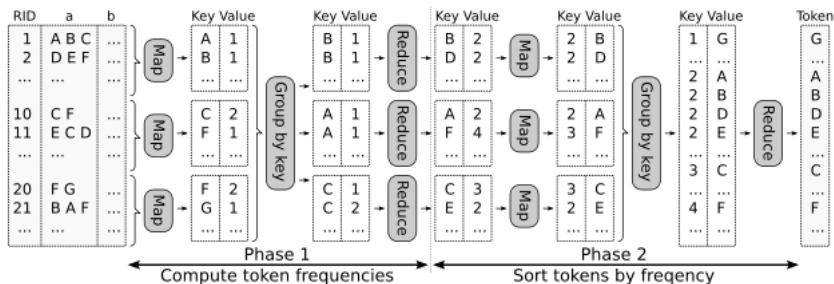 RID a b Key Value Key Value Key Value Key Value Key Value Token
1 A B C ... A 1 B 1 B 2 2 B 1 G G
2 D E F ... B 1 B 1 D 2 2 D ... ...
... ... ... ... ... ... ... 2 A A
Map Reduce Map 2 B B
10 C F ... C 2 A 1 A 2 2 A 2 D D
11 E C D ... F 1 A 1 F 4 3 F 2 E E
... ... ... ... ... ... ... ... ...
Map Group by key Reduce Map Group by key Reduce
20 F G ... F 2 C 1 C 3 3 C 3 C C
21 B A F ... G 1 C 2 E 2 2 E ... ...
... ... ... ... ... ... ... 4 F F
Map Reduce Map ... ...
Phase 1 Phase 2
Compute token frequencies Sort tokens by freqency